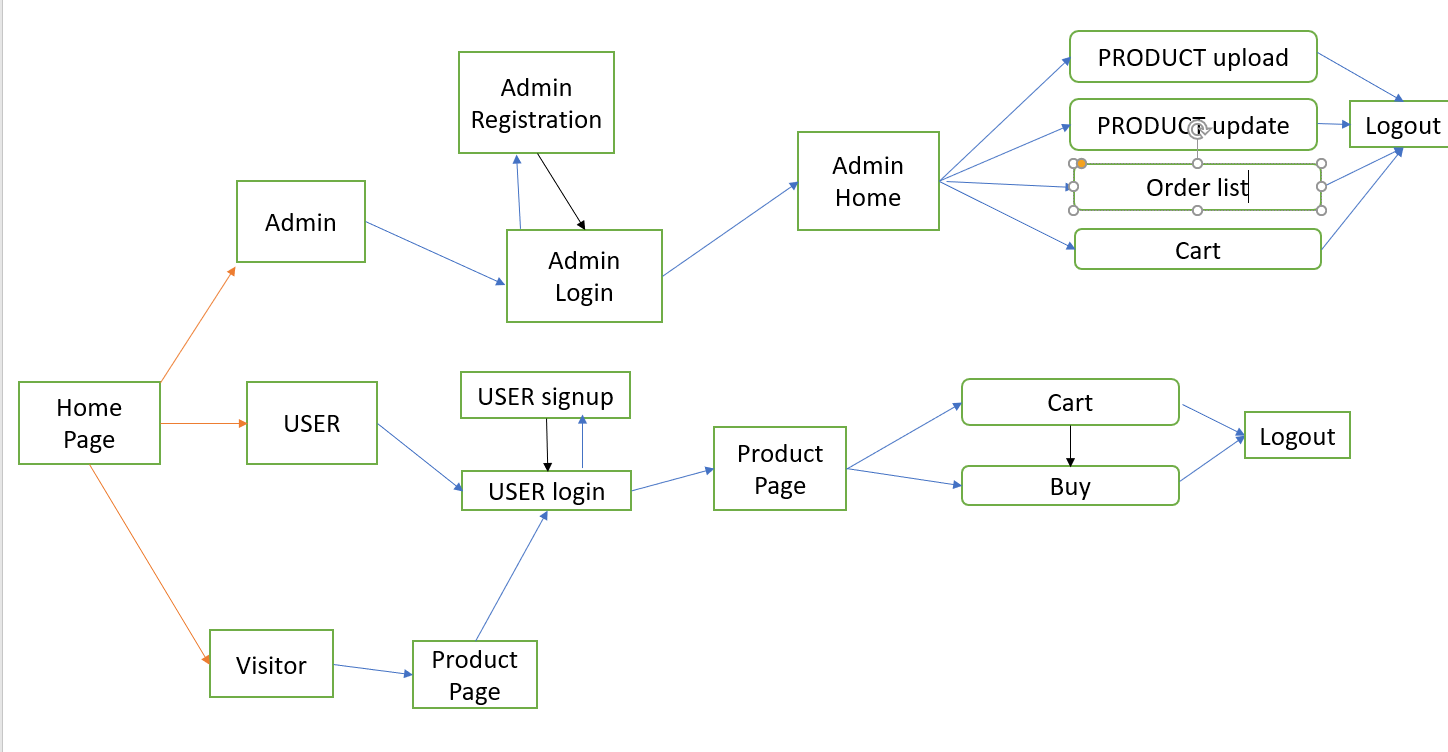 PRODUCT upload
Admin
Registration
PRODUCT update
Logout
Admin
Home
Order list
Admin
Admin
Login
Cart
Home
Page
USER
USER signup
Cart
Product
Page
Logout
USER login
Buy
Visitor
Product
Page